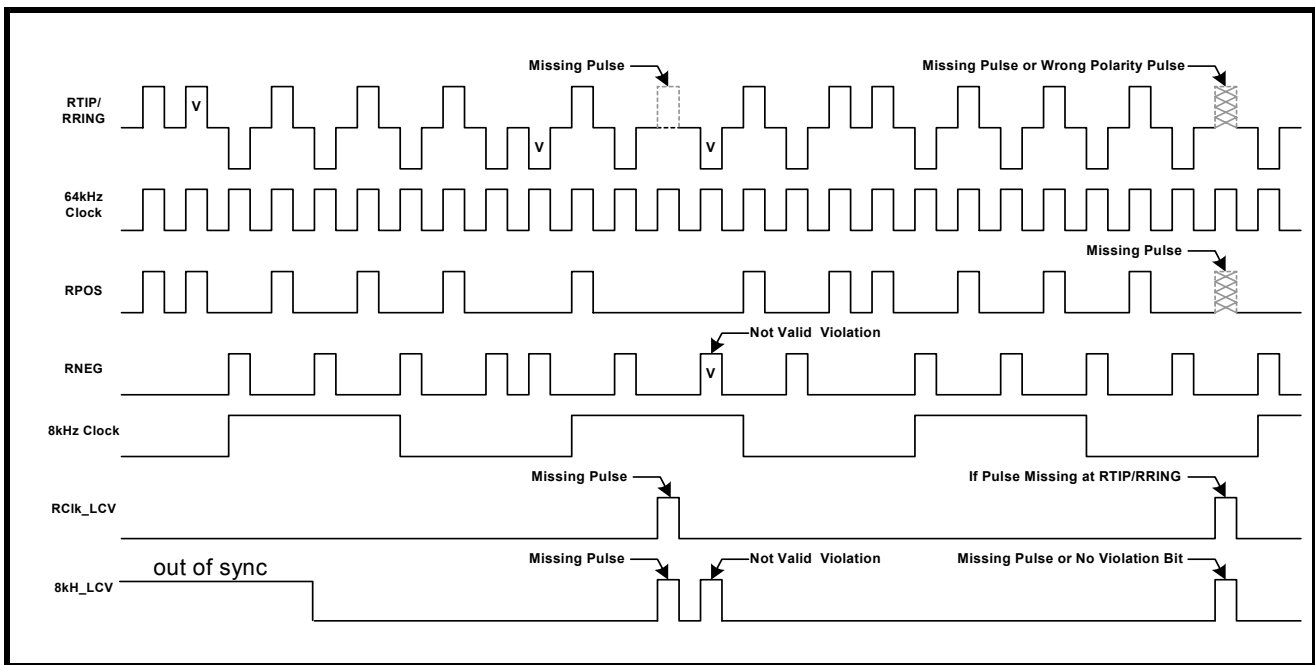 Missing Pulse
Missing Pulse or Wrong Polarity Pulse
RTIP/
RRING
V
V
V
64kHz
Clock
Missing Pulse
RPOS
Not Valid Violation
RNEG
V
8kHz Clock
Missing Pulse
If Pulse Missing at RTIP/RRING
RClk_LCV
out of sync
Missing Pulse
Not Valid Violation
Missing Pulse or No Violation Bit
8kH_LCV